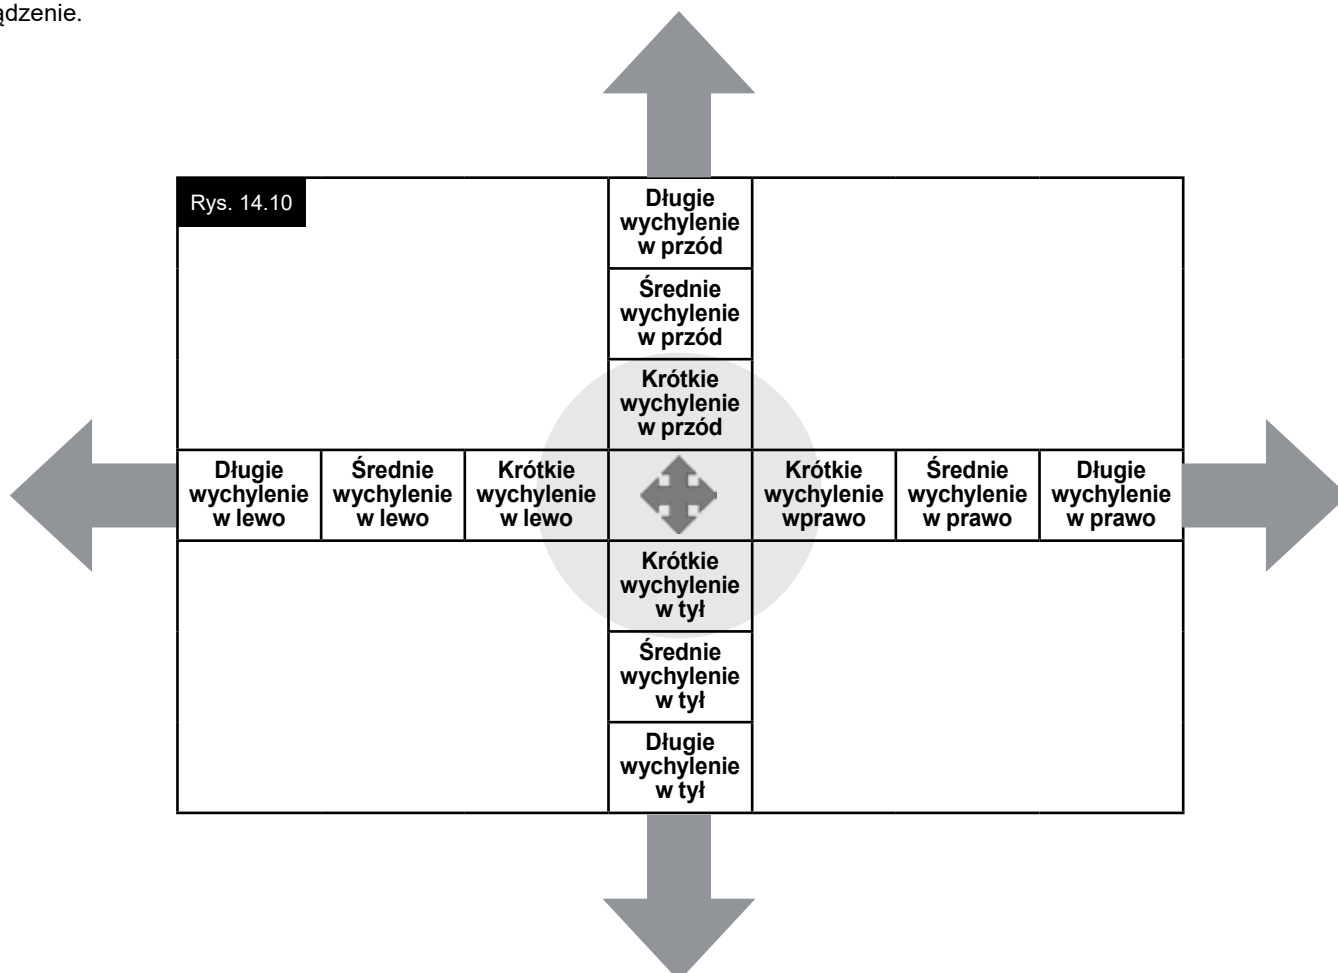 ądzenie.
Rys. 14.10
Długie
wychylenie
w przód
Średnie
wychylenie
w przód
Krótkie
wychylenie
w przód
Długie
wychylenie
w lewo
Średnie
wychylenie
w lewo
Krótkie
wychylenie
w lewo
Krótkie
wychylenie
wprawo
Średnie
wychylenie
w prawo
Długie
wychylenie
w prawo
Krótkie
wychylenie
w tył
Średnie
wychylenie
w tył
Długie
wychylenie
w tył